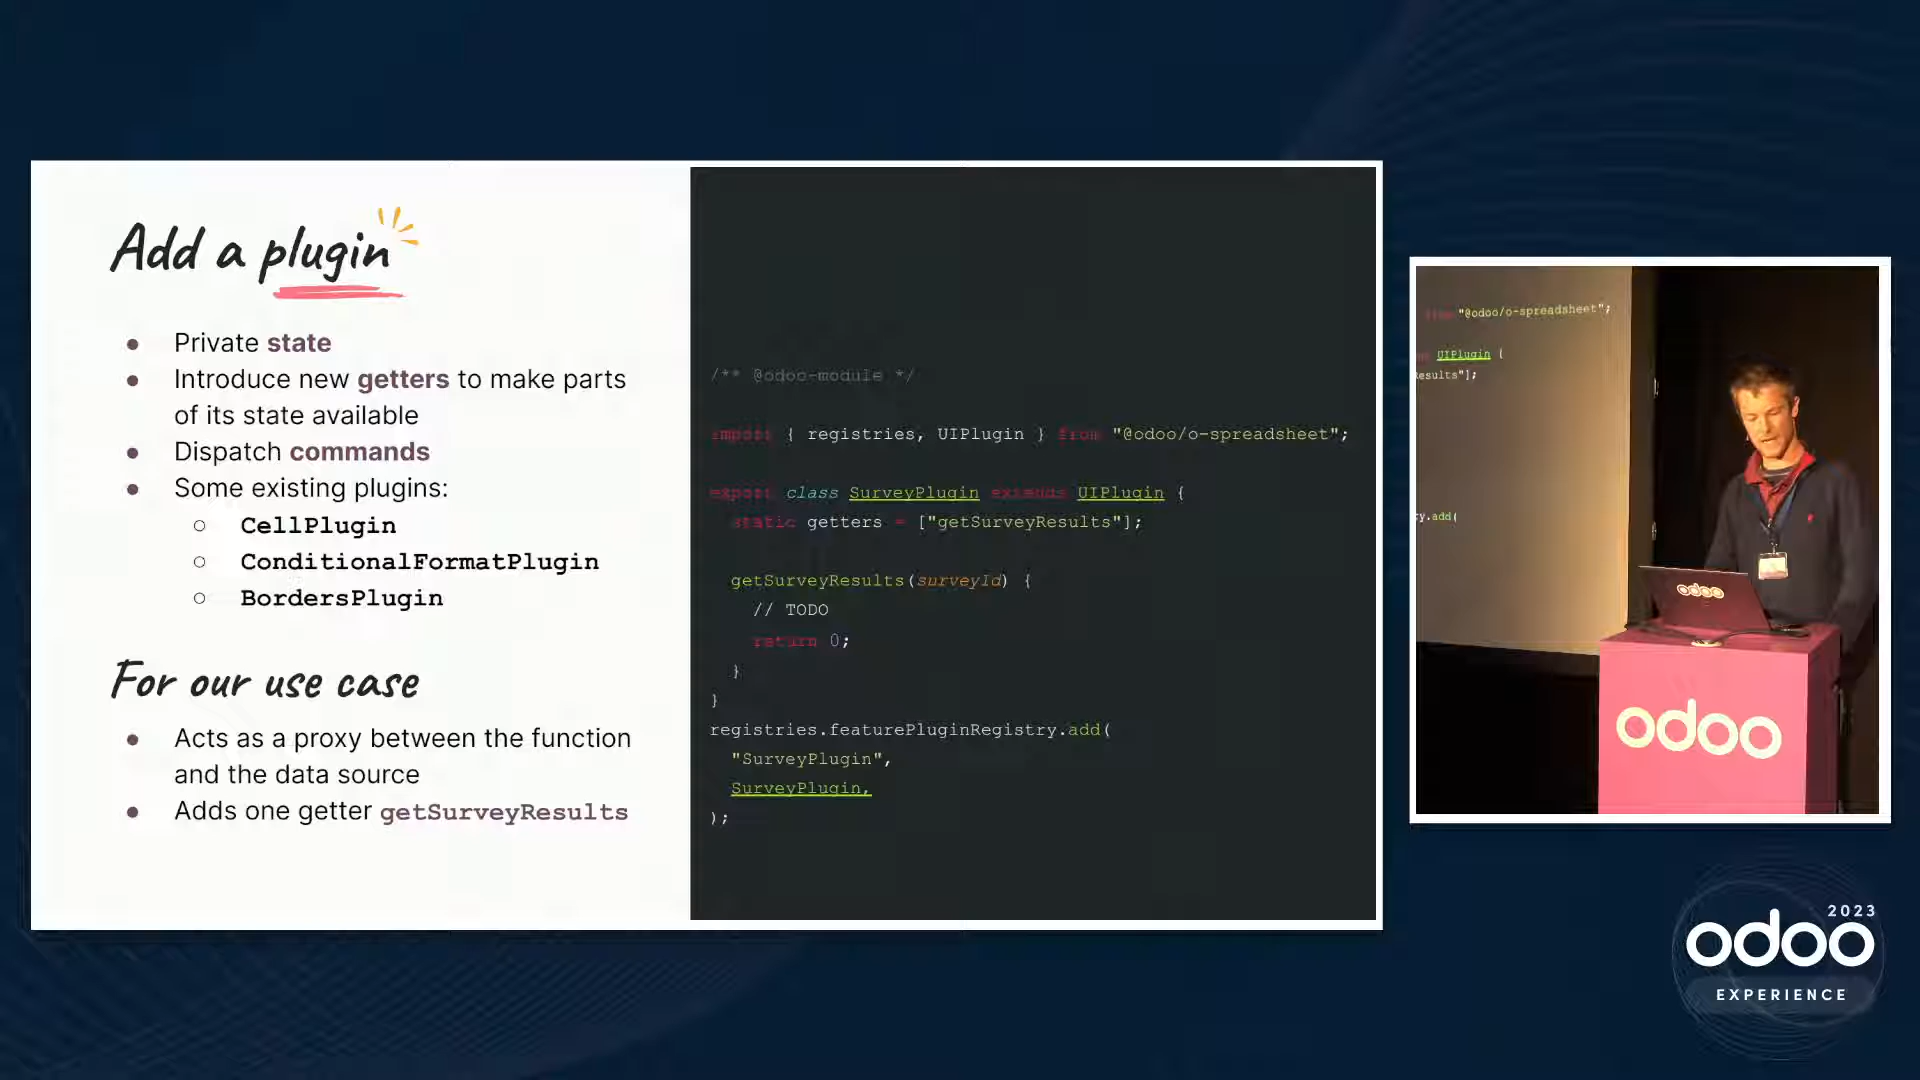 Add a plugin
Private state
Introduce new getters to make parts
of its state available
Dispatch commands
Some existing plugins:
CellPlugin
ConditionalFormatPlugin
BordersPlugin
For our use case
Acts as a proxy between the function
and the data source
Adds one getter getSurveyResults
/** @odoo-module */
import { registries, UIPlugin } from "@odoo/o-spreadsheet";
export class SurveyPlugin extends UIPlugin {
static getters = ["getSurveyResults"];
getSurveyResults(surveyId) {
// TODO
return 0;
}
}
registries.featurePluginRegistry.add(
"SurveyPlugin",
SurveyPlugin,
);
from "@odoo/o-spreadsheet";
UIPlugin {
esults"];
ry.add(
odoo
odoo
2023
odoo
EXPERIENCE